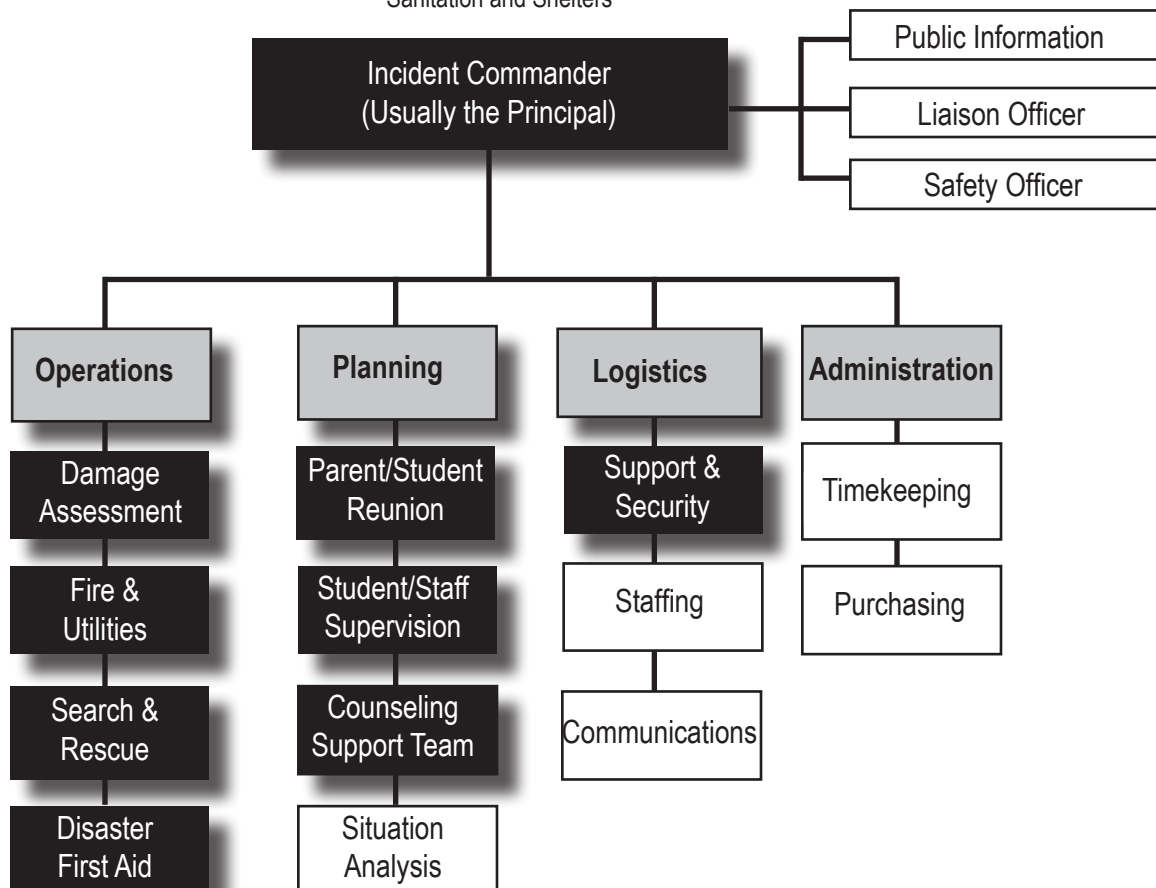 Sanitation and Shelters
Incident Commander
(Usually the Principal)
Public Information
Liaison Officer
Safety Officer
Operations
Damage
Assessment
Fire &
Utilities
Search &
Rescue
Disaster
First Aid
Planning
Parent/Student
Reunion
Student/Staff
Supervision
Counseling
Support Team
Situation
Analysis
Logistics
Support &
Security
Staffing
Communications
Administration
Timekeeping
Purchasing